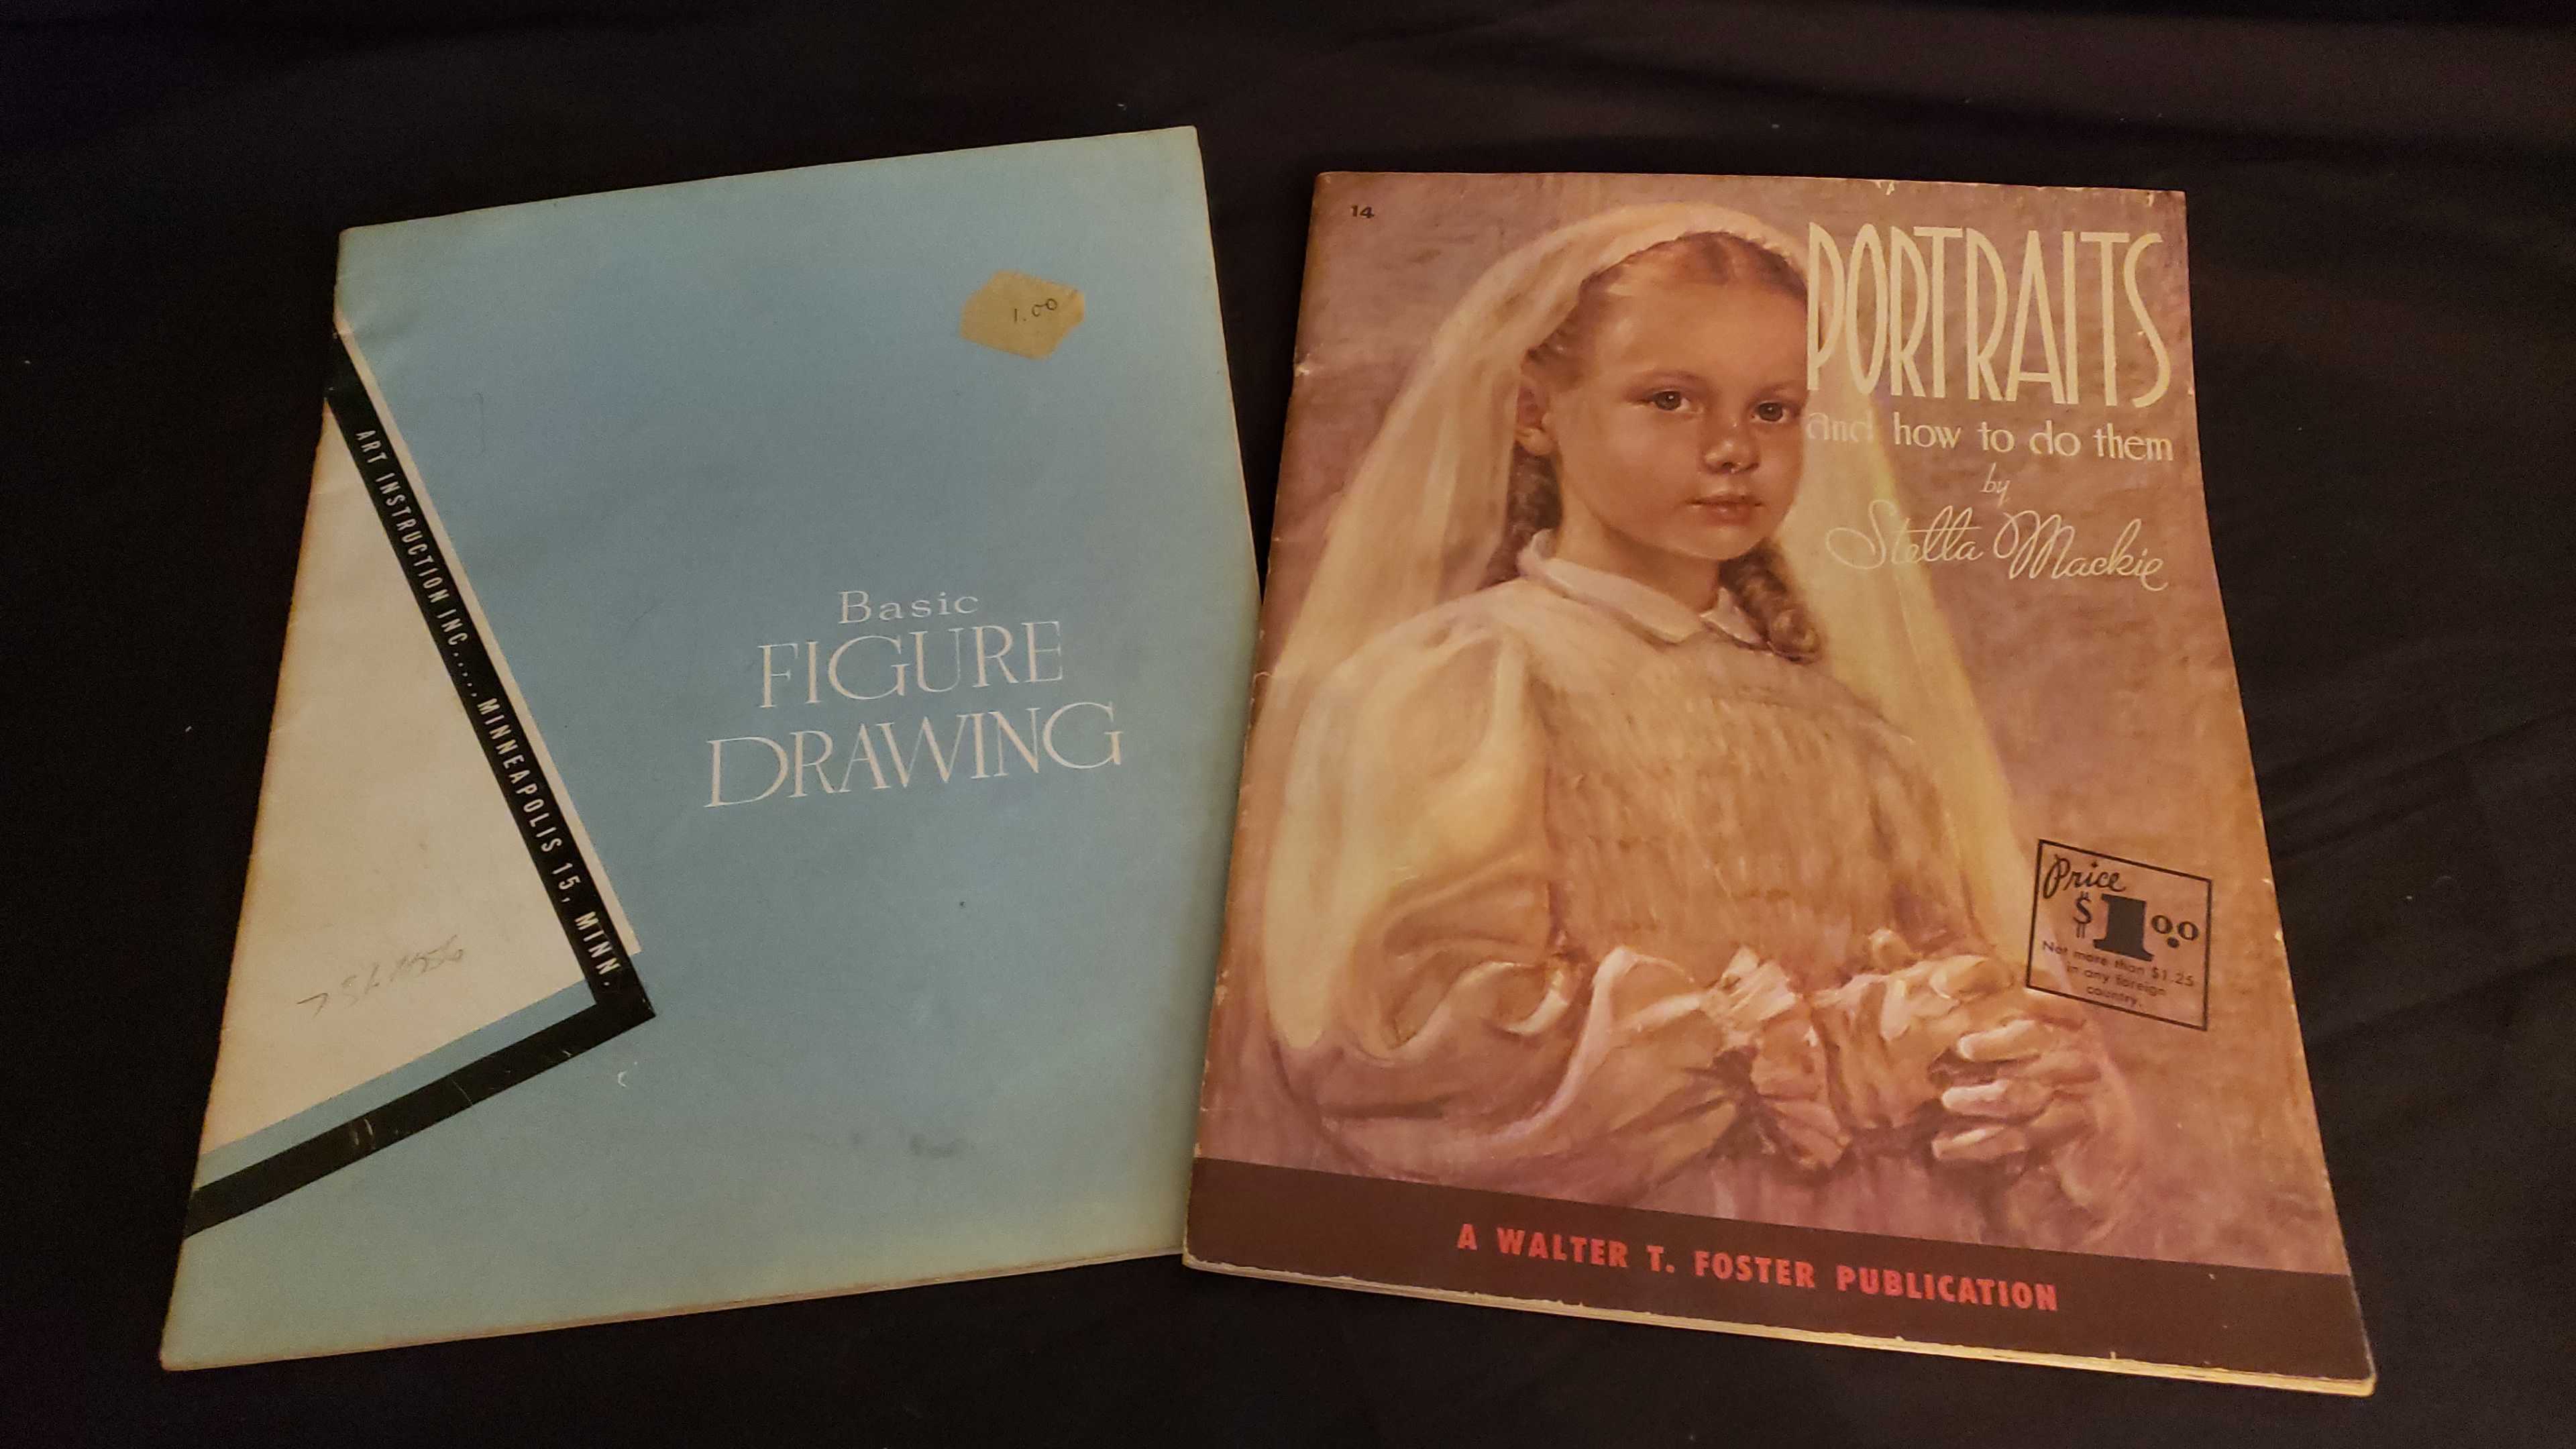 1.00
ART INSTRUCTION INC.....MINNEAPOLIS 15, MINN.
Basic
FIGURE
DRAWING
14
PORTRAITS
and how to do them
by
Stella Mackie
Price
$1.00
Not more than $1.25
in any foreign
country.
A WALTER T. FOSTER PUBLICATION